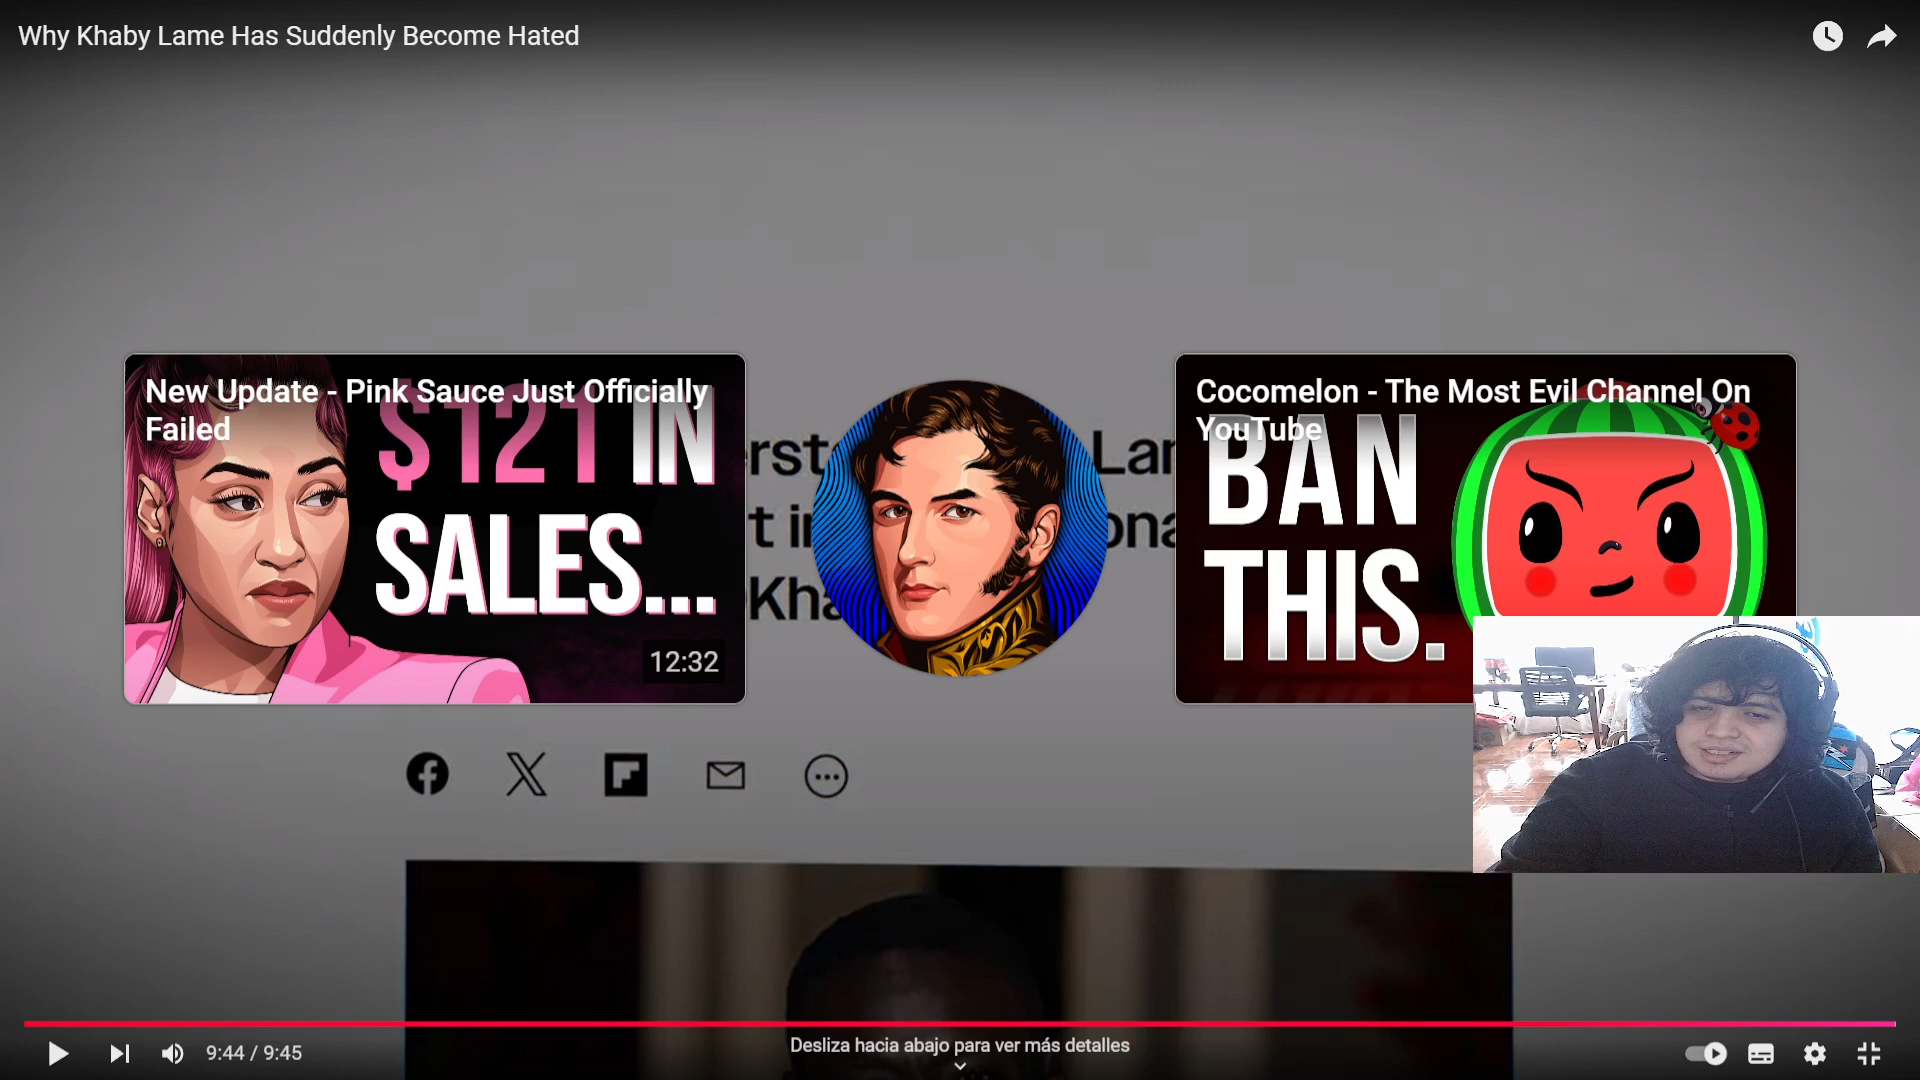 Why Khaby Lame Has Suddenly Become Hated
New Update - Pink Sauce Just Officially
Failed
$121 IN
SALES...
12:32
Cocomelon - The Most Evil Channel On
YouTube
BAN
THIS.
9:44 / 9:45
Desliza hacia abajo para ver más detalles